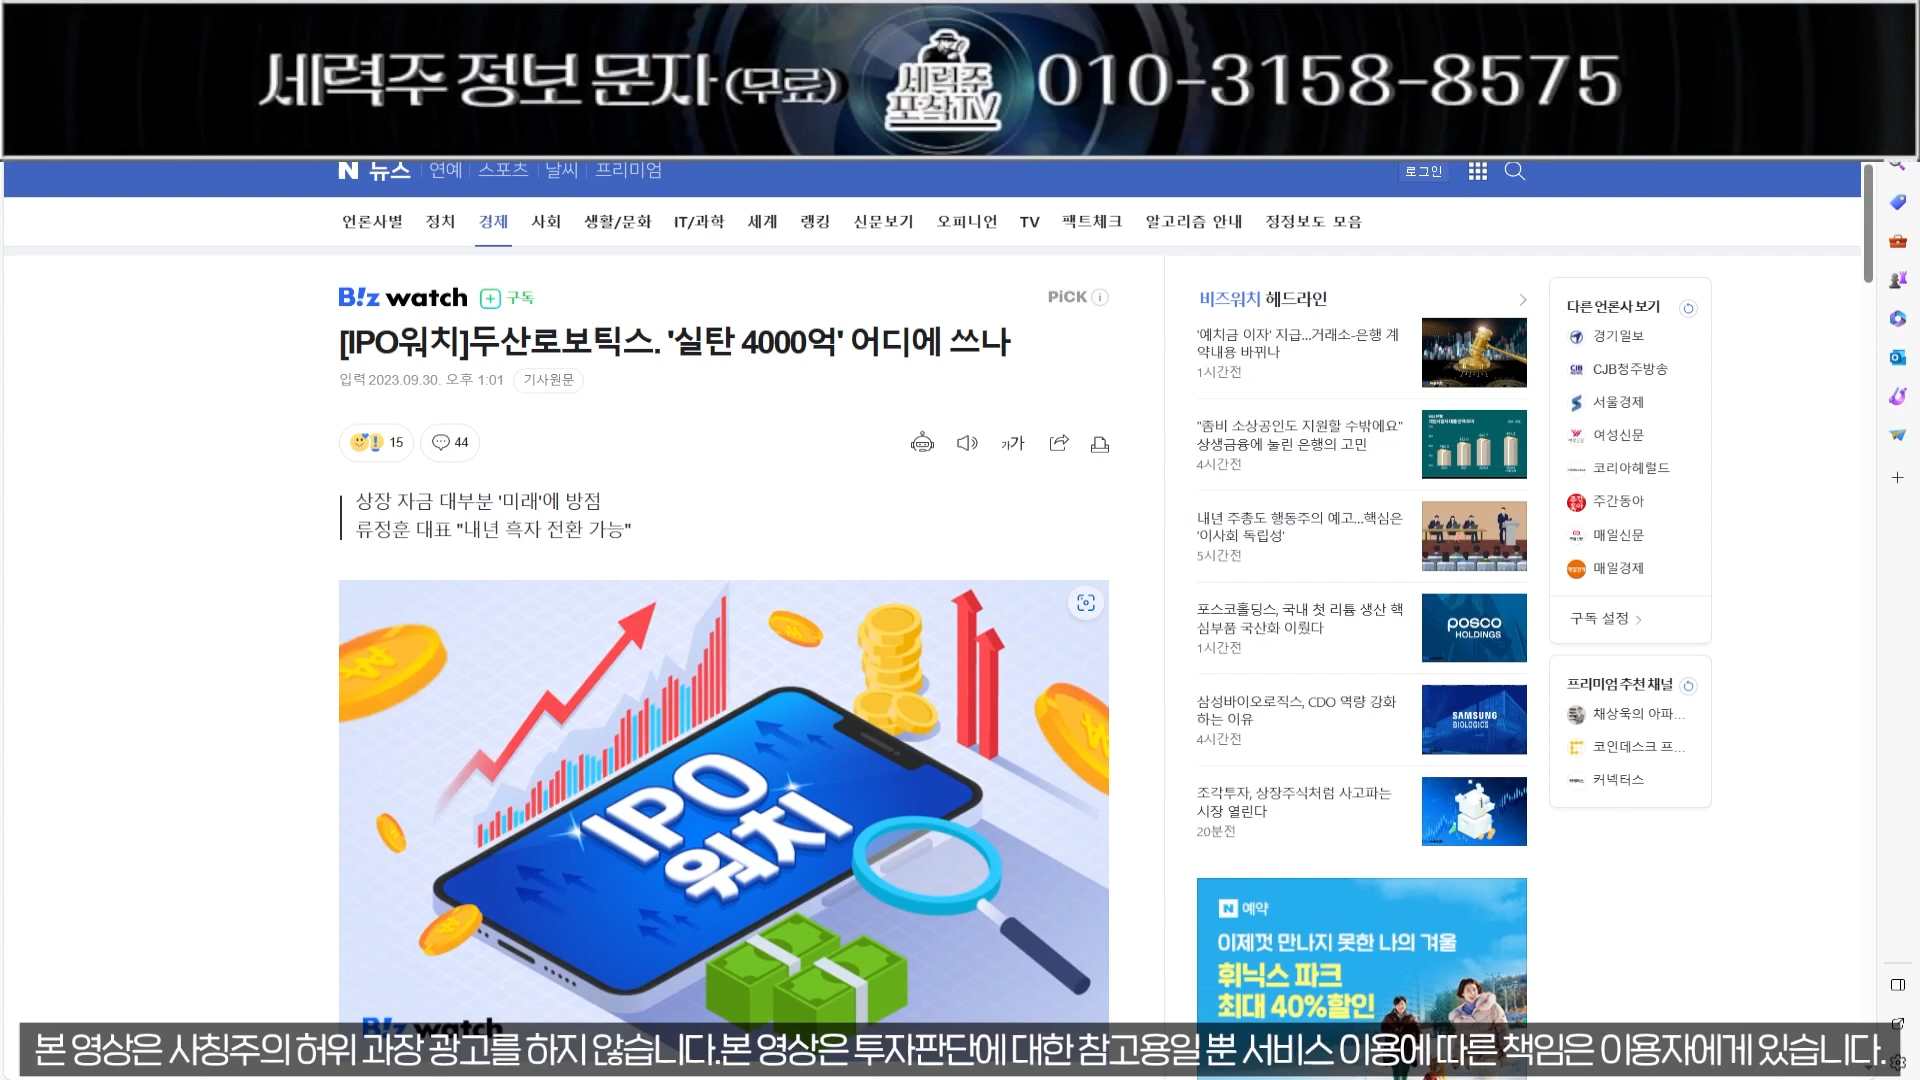 세력주 정보 문자 (무료)
세력주
포착TV
010-3158-8575
N 뉴스
연예
스포츠
날씨
프리미엄
로그인
언론사별
정치
경제
사회
생활/문화
IT/과학
세계
랭킹
신문보기
오피니언
TV
팩트체크
알고리즘 안내
정정보도 모음
B!z watch
구독
PiCK
[IPO워치]두산로보틱스. '실탄 4000억' 어디에 쓰나
입력 2023.09.30. 오후 1:01
기사원문
15
44
가가
상장 자금 대부분 '미래'에 방점
류정훈 대표 "내년 흑자 전환 가능"
IPO
워치
B!z watch
비즈워치 헤드라인
'예치금 이자' 지급...거래소-은행 계
약내용 바뀌나
1시간전
"좀비 소상공인도 지원할 수밖에요"
상생금융에 눌린 은행의 고민
4시간전
내년 주총도 행동주의 예고...핵심은
'이사회 독립성'
5시간전
포스코홀딩스, 국내 첫 리튬 생산 핵
심부품 국산화 이뤘다
1시간전
posco
HOLDINGS
삼성바이오로직스, CDO 역량 강화
하는 이유
4시간전
SAMSUNG
BIOLOGICS
조각투자, 상장주식처럼 사고파는
시장 열린다
20분전
N 예약
이제껏 만나지 못한 나의 겨울
휘닉스 파크
최대 40%할인
다른 언론사 보기
경기일보
CJB청주방송
서울경제
여성신문
코리아헤럴드
주간동아
매일신문
매일경제
구독 설정
프리미엄 추천 채널
채상욱의 아파...
코인데스크 프...
커넥터스
본 영상은 사칭주의 허위 과장 광고를 하지 않습니다.본 영상은 투자판단에 대한 참고용일 뿐 서비스 이용에 따른 책임은 이용자에게 있습니다.